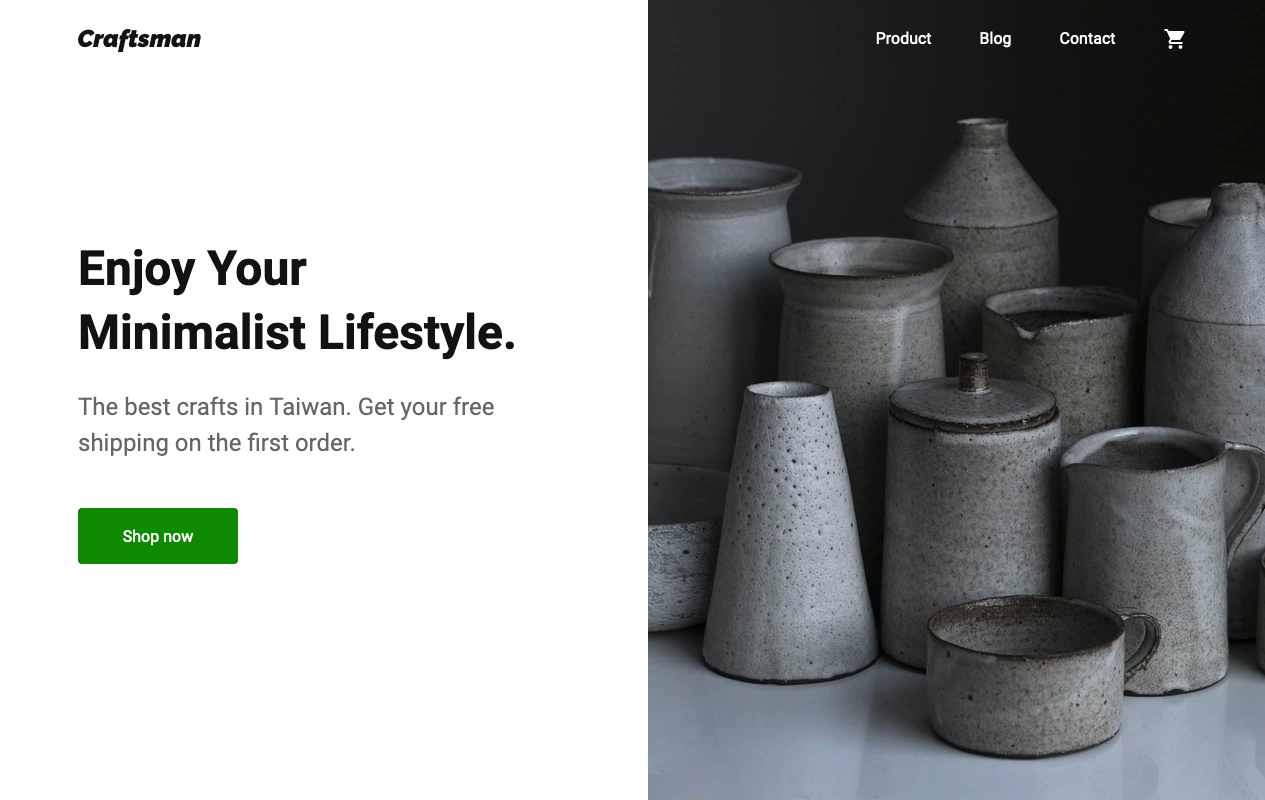 Craftsman
Product Blog Contact
Enjoy Your
Minimalist Lifestyle.
The best crafts in Taiwan. Get your free
shipping on the first order.
Shop now